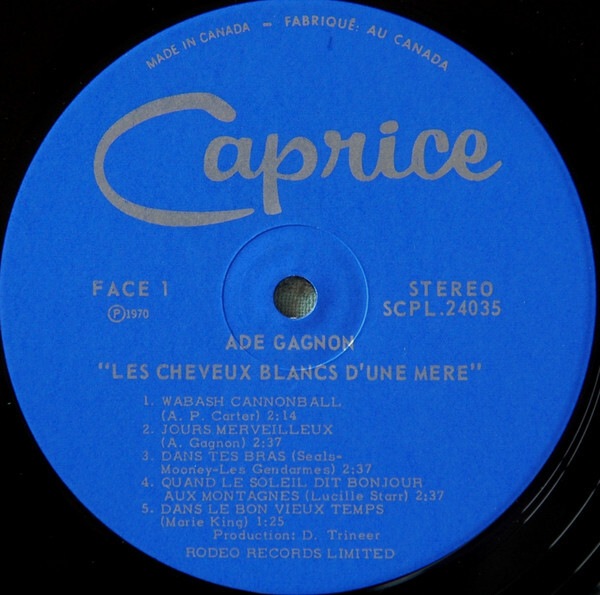 MADE IN CANADA – FABRIQUÉ: AU CANADA
Caprice
FACE 1
STEREO
Ⓟ1970
SCPL.24035
ADE GAGNON
"LES CHEVEUX BLANCS D'UNE MERE"
1. WABASH CANNONBALL
(A. P. Carter) 2:14
2. JOURS MERVEILLEUX
(A. Gagnon) 2:37
3. DANS TES BRAS (Seals-
Mooney-Les Gendarmes) 2:37
4. QUAND LE SOLEIL DIT BONJOUR
AUX MONTAGNES (Lucille Starr) 2:37
5. DANS LE BON VIEUX TEMPS
(Marie King) 1:25
Production: D. Trineer
RODEO RECORDS LIMITED